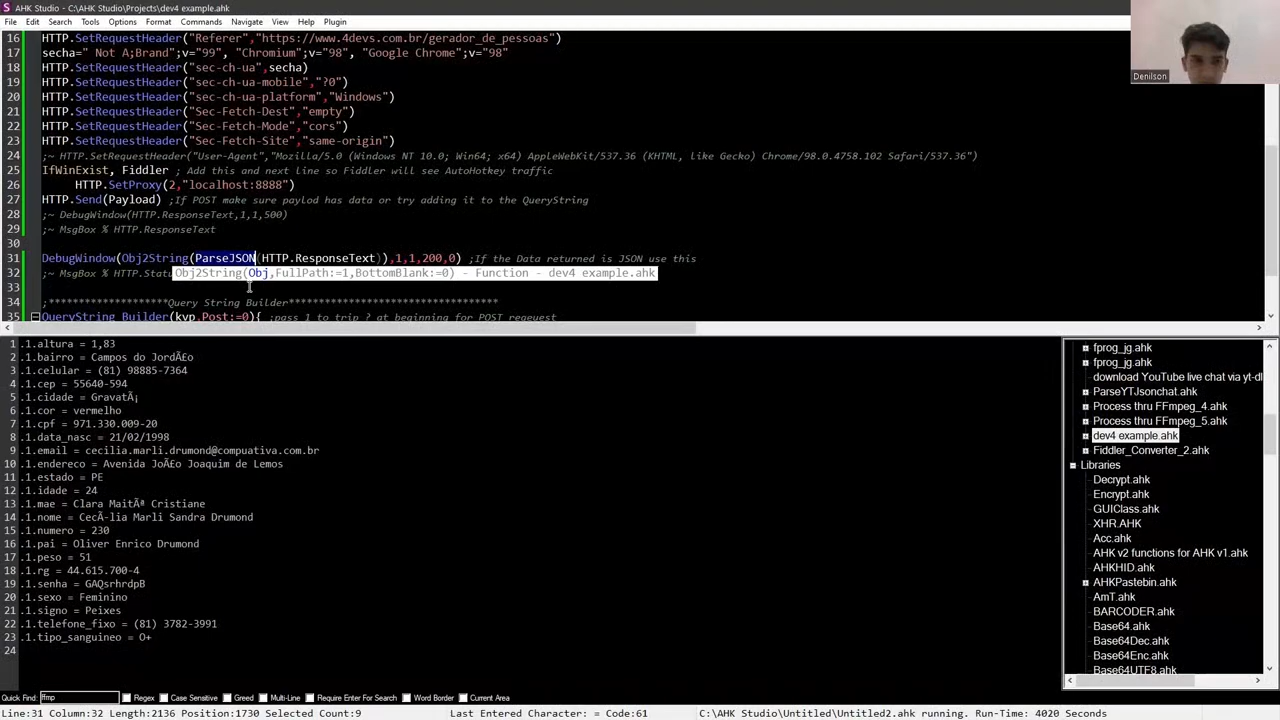 AHK Studio - C:\AHK Studio\Projects\dev4 example.ahk
File Edit Search Tools Options Format Commands Navigate View Help Plugin
Denilson
16 HTTP.SetRequestHeader("Referer","https://www.4devs.com.br/gerador_de_pessoas")
17 secha=" Not A;Brand";v="99", "Chromium";v="98", "Google Chrome";v="98"
18 HTTP.SetRequestHeader("sec-ch-ua",secha)
19 HTTP.SetRequestHeader("sec-ch-ua-mobile","?0")
20 HTTP.SetRequestHeader("sec-ch-ua-platform","Windows")
21 HTTP.SetRequestHeader("Sec-Fetch-Dest","empty")
22 HTTP.SetRequestHeader("Sec-Fetch-Mode","cors")
23 HTTP.SetRequestHeader("Sec-Fetch-Site","same-origin")
24 ;~ HTTP.SetRequestHeader("User-Agent","Mozilla/5.0 (Windows NT 10.0; Win64; x64) AppleWebKit/537.36 (KHTML, like Gecko) Chrome/98.0.4758.102 Safari/537.36")
25 IfWinExist, Fiddler ; Add this and next line so Fiddler will see AutoHotkey traffic
26 HTTP.SetProxy(2,"localhost:8888")
27 HTTP.Send(Payload) ;If POST make sure paylod has data or try adding it to the QueryString
28 ;~ DebugWindow(HTTP.ResponseText,1,1,500)
29 ;~ MsgBox % HTTP.ResponseText
30
31 DebugWindow(Obj2String(ParseJSON(HTTP.ResponseText)),1,1,200,0) ;If the Data returned is JSON use this
32 ;~ MsgBox % HTTP.Statu
Obj2String(Obj,FullPath:=1,BottomBlank:=0) - Function - dev4 example.ahk
33
34 ;*******************Query String Builder***********************************
35 QueryString_Builder(kvp,Post:=0){ ;pass 1 to trip ? at beginning for POST request
1 .1.altura = 1,83
2 .1.bairro = Campos do JordÃ£o
3 .1.celular = (81) 98885-7364
4 .1.cep = 55640-594
5 .1.cidade = GravatÃ¡
6 .1.cor = vermelho
7 .1.cpf = 971.330.009-20
8 .1.data_nasc = 21/02/1998
9 .1.email = cecilia.marli.drumond@compuativa.com.br
10 .1.endereco = Avenida JoÃ£o Joaquim de Lemos
11 .1.estado = PE
12 .1.idade = 24
13 .1.mae = Clara MaitÃª Cristiane
14 .1.nome = CecÃ-lia Marli Sandra Drumond
15 .1.numero = 230
16 .1.pai = Oliver Enrico Drumond
17 .1.peso = 51
18 .1.rg = 44.615.700-4
19 .1.senha = GAQsrhrdpB
20 .1.sexo = Feminino
21 .1.signo = Peixes
22 .1.telefone_fixo = (81) 3782-3991
23 .1.tipo_sanguineo = O+
24
fprog_jg.ahk
fprog_jg.ahk
download YouTube live chat via yt-dl
ParseYTJsonchat.ahk
Process thru FFmpeg_4.ahk
Process thru FFmpeg_5.ahk
dev4 example.ahk
Fiddler_Converter_2.ahk
Libraries
Decrypt.ahk
Encrypt.ahk
GUIClass.ahk
XHR.AHK
Acc.ahk
AHK v2 functions for AHK v1.ahk
AHKHID.ahk
AHKPastebin.ahk
AmT.ahk
BARCODER.ahk
Base64.ahk
Base64Dec.ahk
Base64Enc.ahk
Base64UTF8.ahk
Quick Find: ffmp Regex Case Sensitive Greed Multi-Line Require Enter For Search Word Border Current Area
Line:31 Column:32 Length:2136 Position:1730 Selected Count:9 Last Entered Character: = Code:61 C:\AHK Studio\Untitled\Untitled2.ahk running. Run-Time: 4020 Seconds